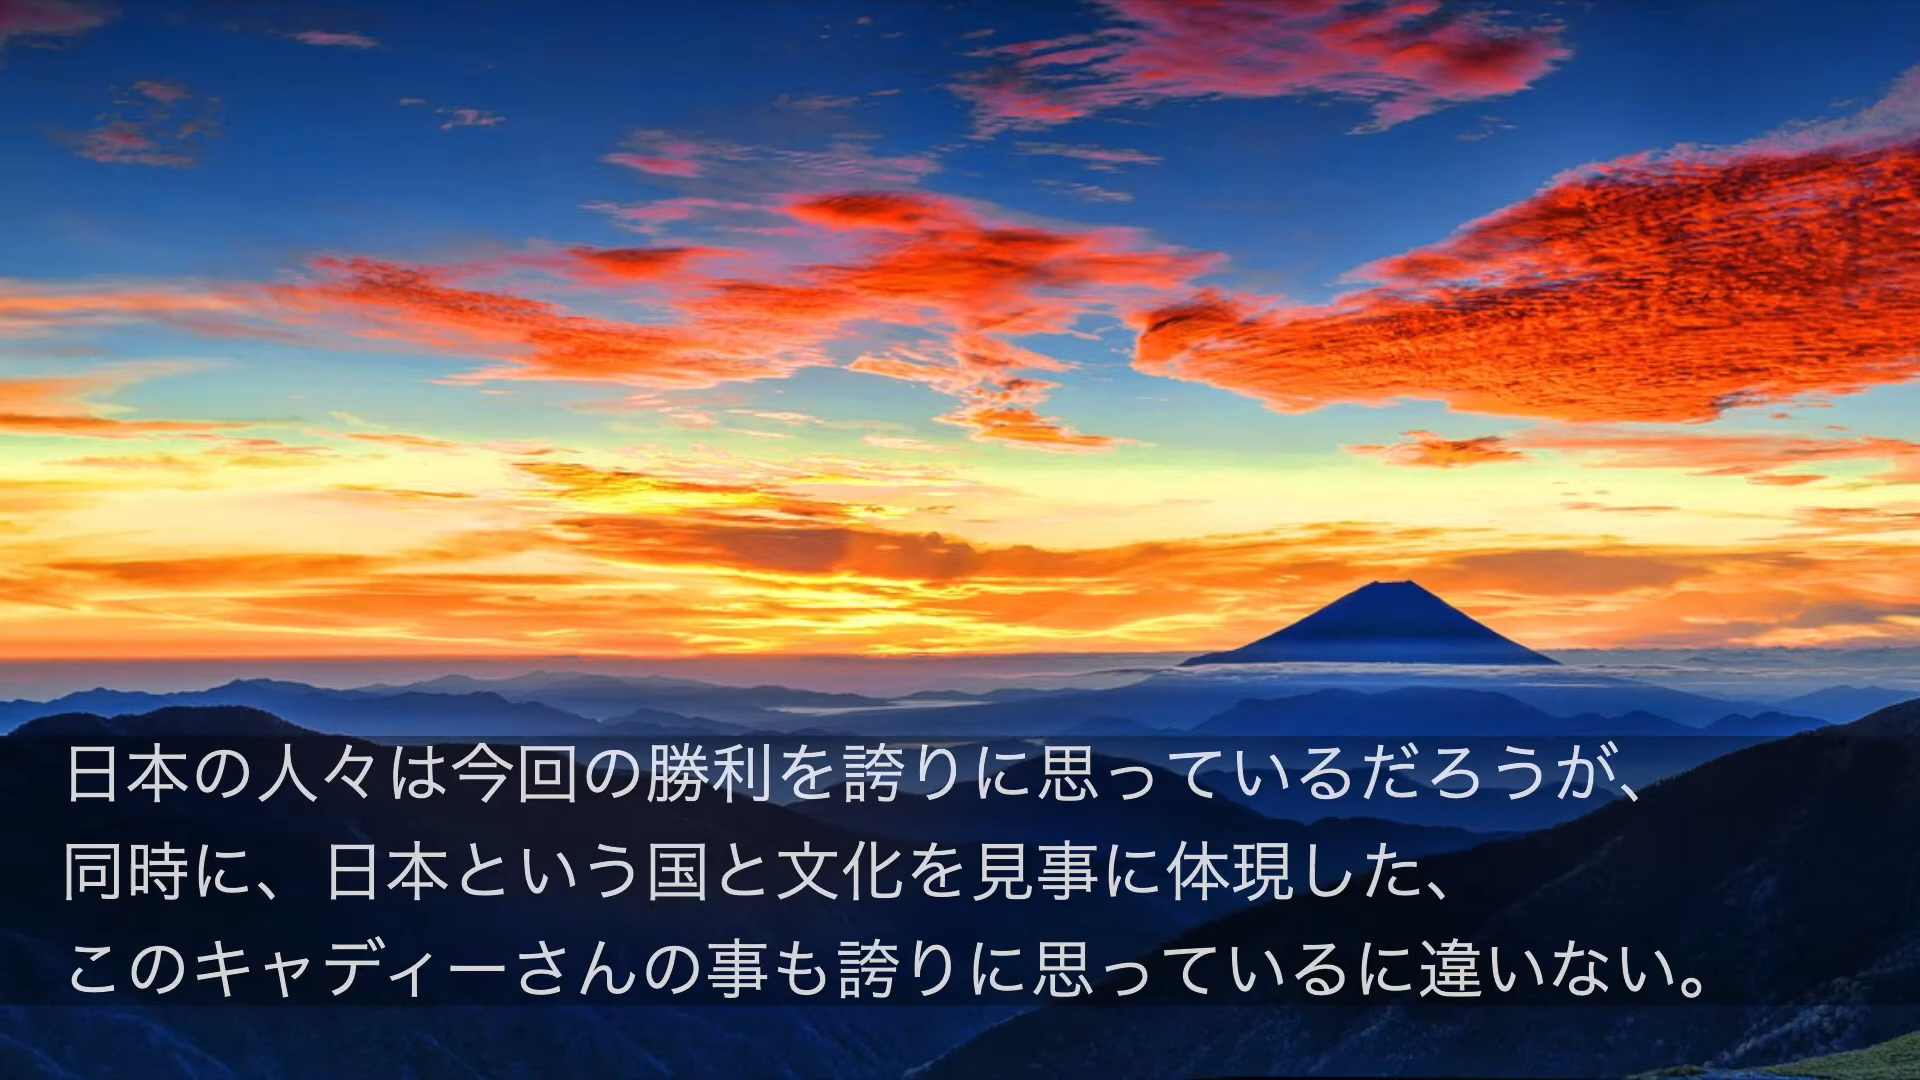 日本の人々は今回の勝利を誇りに思っているだろうが、
同時に、日本という国と文化を見事に体現した、
このキャディーさんの事も誇りに思っているに違いない。